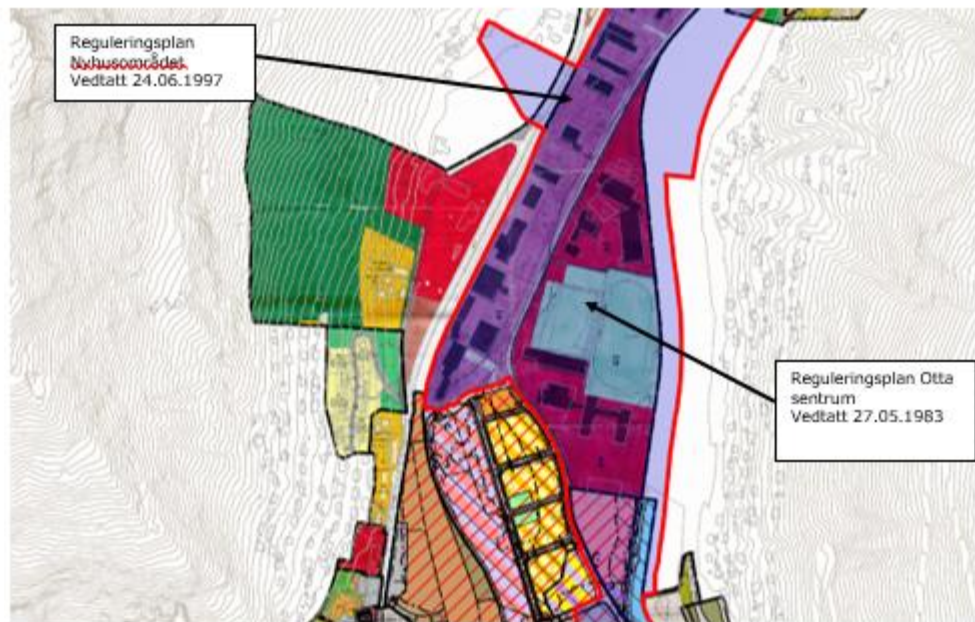 Reguleringsplan
Nyhusområdet
Vedtatt 24.06.1997
Reguleringsplan Otta
sentrum
Vedtatt 27.05.1983